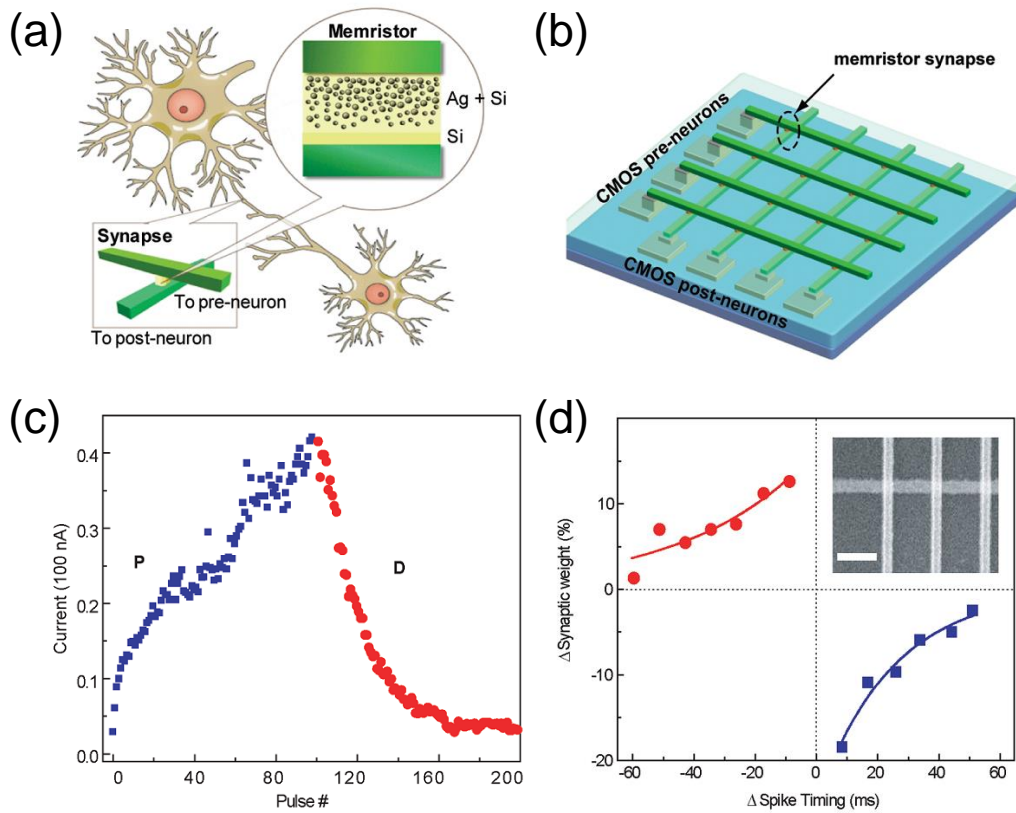 (a)
Memristor
Ag + Si
Si
Synapse
To pre-neuron
To post-neuron
(b)
memristor synapse
CMOS pre-neurons
CMOS post-neurons
(c)
Current (100 nA)
0.4
0.3
0.2
0.1
0.0
P
D
0
40
80
120
160
200
Pulse #
(d)
Δ Synaptic weight (%)
10
0
-10
-20
-60
-40
-20
0
20
40
60
Δ Spike Timing (ms)